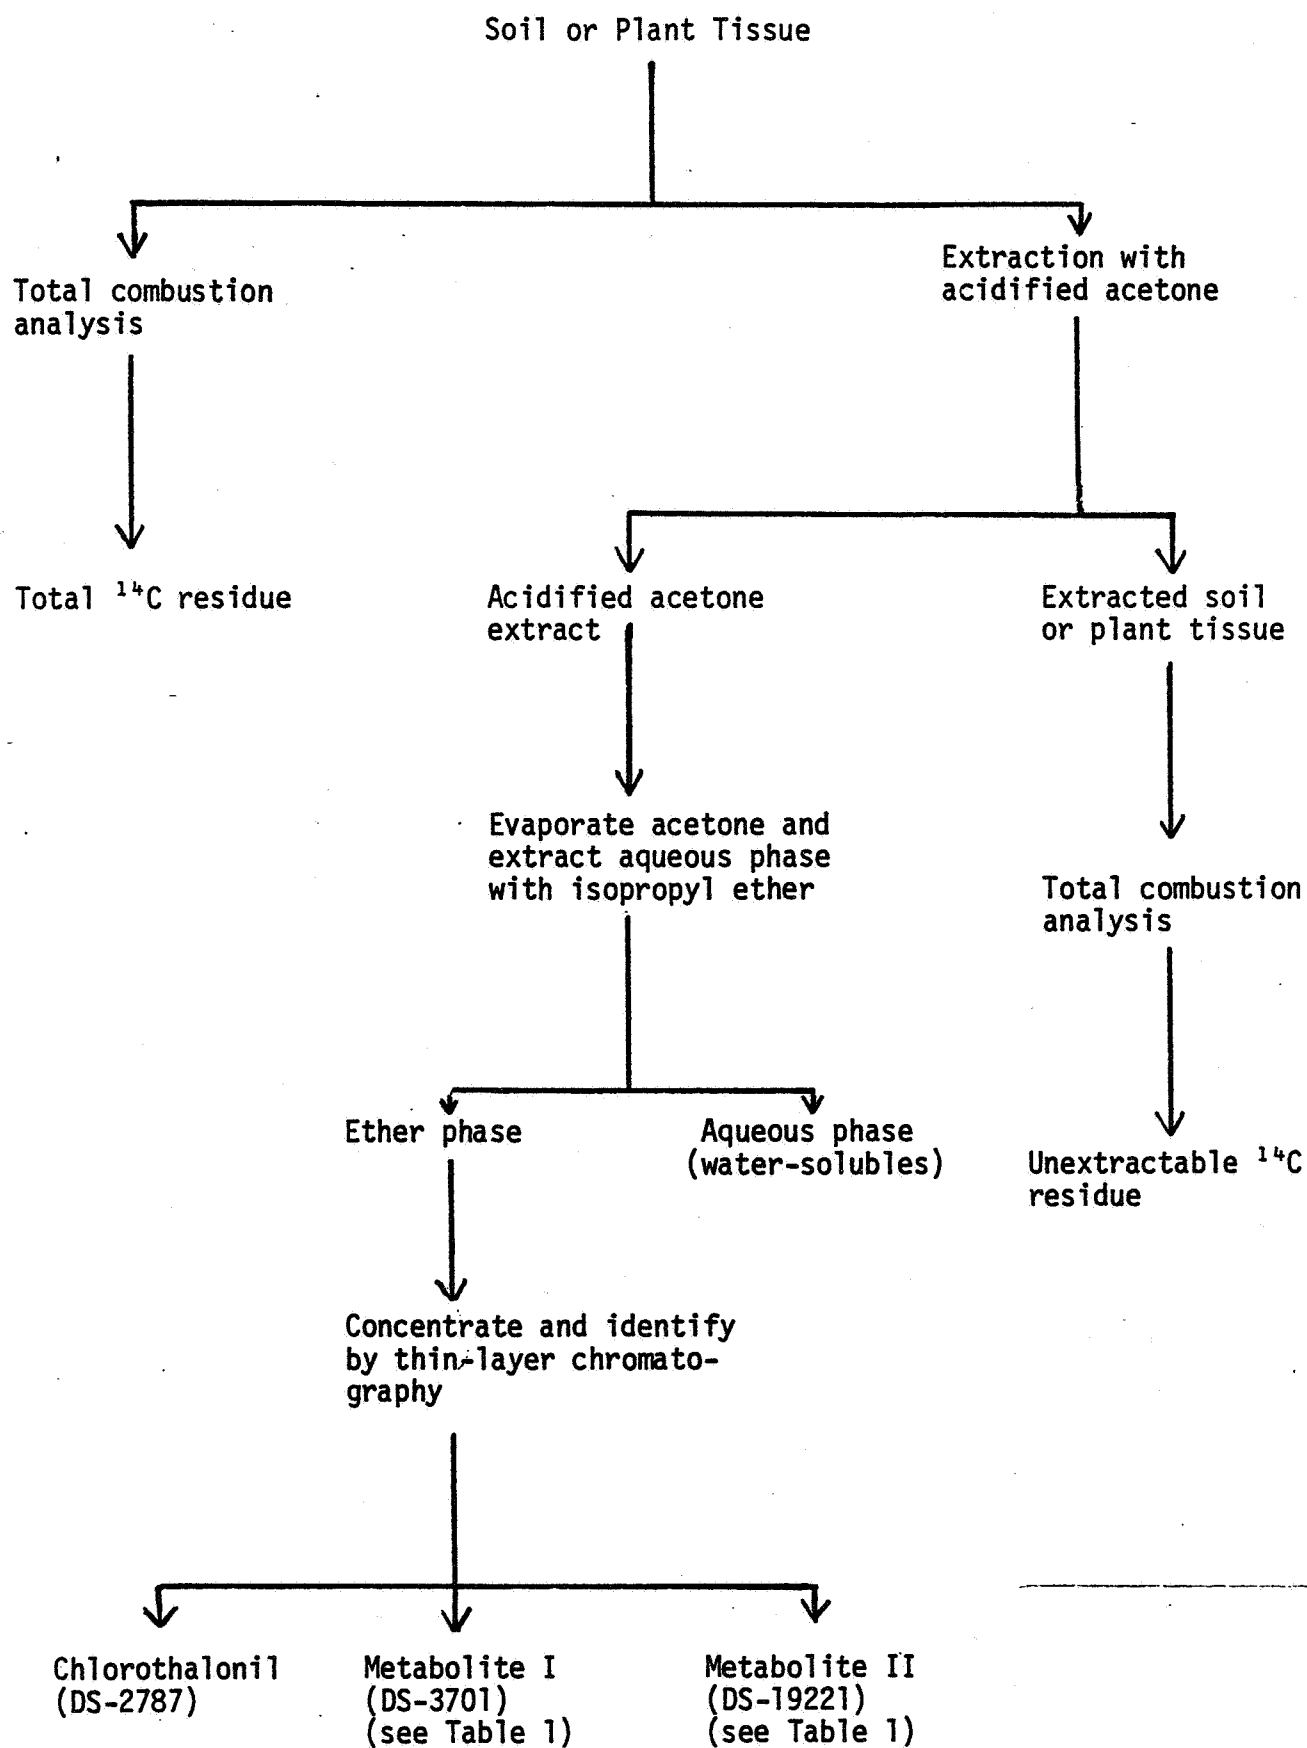 Soil or Plant Tissue
Extraction with
acidified acetone
Total combustion
analysis
Total ¹⁴C residue
Acidified acetone
extract
Extracted soil
or plant tissue
Evaporate acetone and
extract aqueous phase
with isopropyl ether
Total combustion
analysis
Ether phase
Aqueous phase
(water-solubles)
Unextractable ¹⁴C
residue
Concentrate and identify
by thin-layer chromato-
graphy
Chlorothalonil
(DS-2787)
Metabolite I
(DS-3701)
(see Table 1)
Metabolite II
(DS-19221)
(see Table 1)